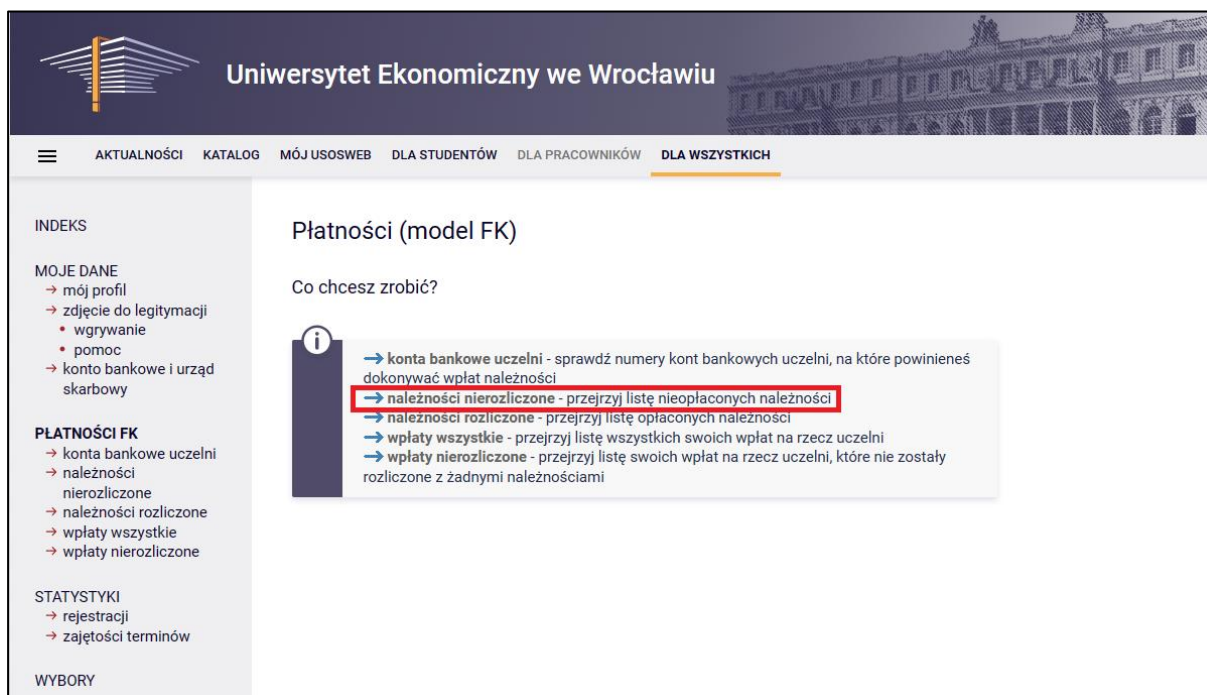 Uniwersytet Ekonomiczny we Wrocławiu
AKTUALNOŚCI KATALOG MÓJ USOSWEB DLA STUDENTÓW DLA PRACOWNIKÓW DLA WSZYSTKICH
INDEKS
MOJE DANE
→ mój profil
→ zdjęcie do legitymacji
• wgrywanie
• pomoc
→ konto bankowe i urząd
skarbowy
PŁATNOŚCI FK
→ konta bankowe uczelni
→ należności
nierozliczone
→ należności rozliczone
→ wpłaty wszystkie
→ wpłaty nierozliczone
STATYSTYKI
→ rejestracji
→ zajętości terminów
WYBORY
Płatności (model FK)
Co chcesz zrobić?
i
→ konta bankowe uczelni - sprawdź numery kont bankowych uczelni, na które powinieneś
dokonywać wpłat należności
→ należności nierozliczone - przejrzyj listę nieopłaconych należności
→ należności rozliczone - przejrzyj listę opłaconych należności
→ wpłaty wszystkie - przejrzyj listę wszystkich swoich wpłat na rzecz uczelni
→ wpłaty nierozliczone - przejrzyj listę swoich wpłat na rzecz uczelni, które nie zostały
rozliczone z żadnymi należnościami